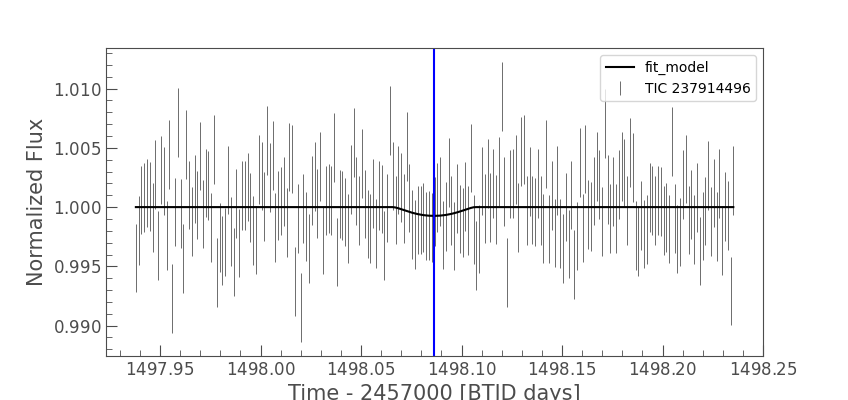 fit_model
TIC 237914496
1.010
1.005
1.000
0.995
0.990
Normalized Flux
1497.95 1498.00 1498.05 1498.10 1498.15 1498.20 1498.25
Time - 2457000 [BTJD days]